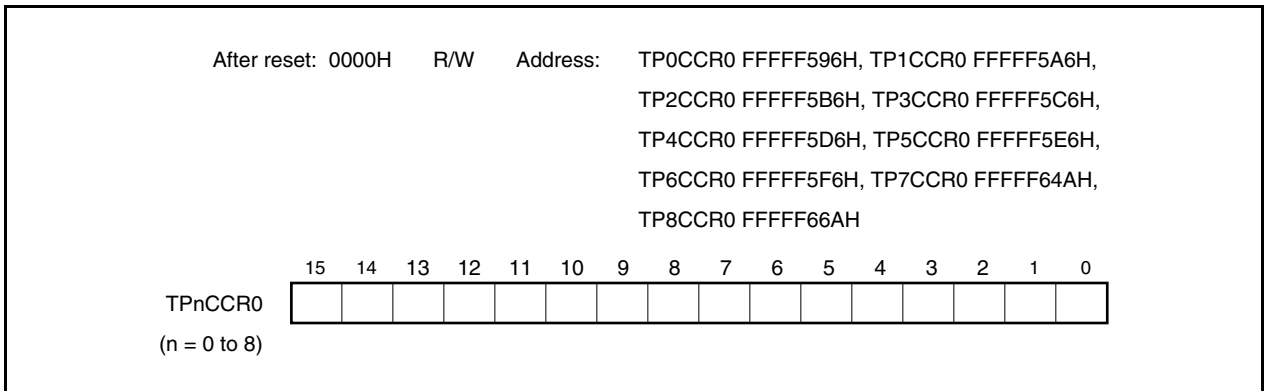 After reset: 0000H R/W Address: TP0CCR0 FFFFF596H, TP1CCR0 FFFFF5A6H,
TP2CCR0 FFFFF5B6H, TP3CCR0 FFFFF5C6H,
TP4CCR0 FFFFF5D6H, TP5CCR0 FFFFF5E6H,
TP6CCR0 FFFFF5F6H, TP7CCR0 FFFFF64AH,
TP8CCR0 FFFFF66AH
15 14 13 12 11 10 9 8 7 6 5 4 3 2 1 0
TPnCCR0
(n = 0 to 8)